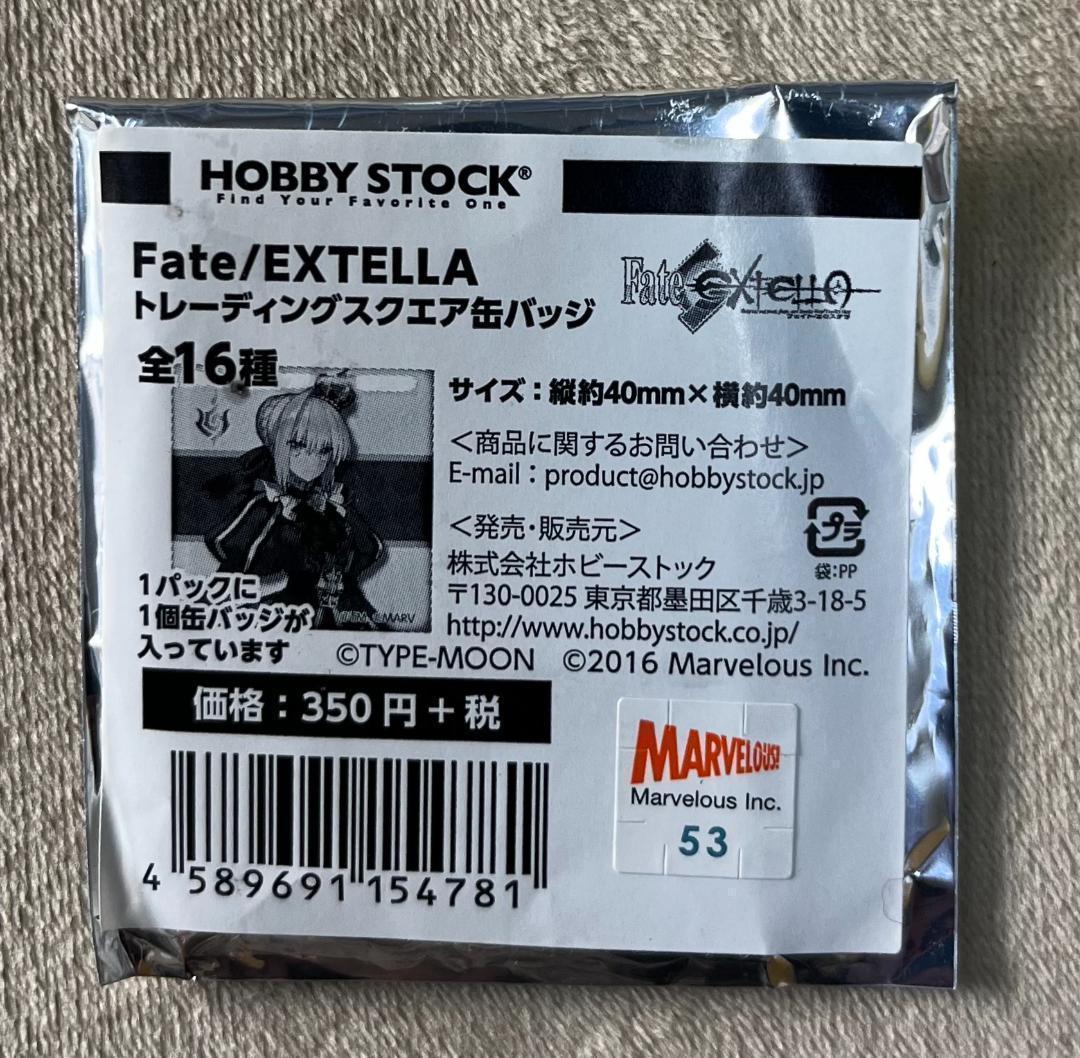 HOBBY STOCK®
Find Your Favorite One
Fate/EXTELLA
トレーディングスクエア缶バッジ
Fate EXTELLA
全16種
サイズ：縦約40mm×横約40mm
＜商品に関するお問い合わせ＞
E-mail：product@hobbystock.jp
＜発売・販売元＞
株式会社ホビーストック
〒130-0025 東京都墨田区千歳3-18-5
http://www.hobbystock.co.jp/
プラ
袋:PP
1パックに
1個缶バッジが
入っています
©TYPE-MOON ©2016 Marvelous Inc.
価格：350円＋税
4 589691 154781
MARVELOUS!
Marvelous Inc.
53